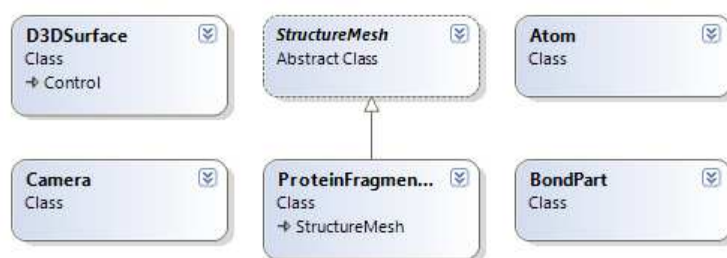 D3DSurface
Class
Control
StructureMesh
Abstract Class
Atom
Class
Camera
Class
ProteinFragmen...
Class
StructureMesh
BondPart
Class